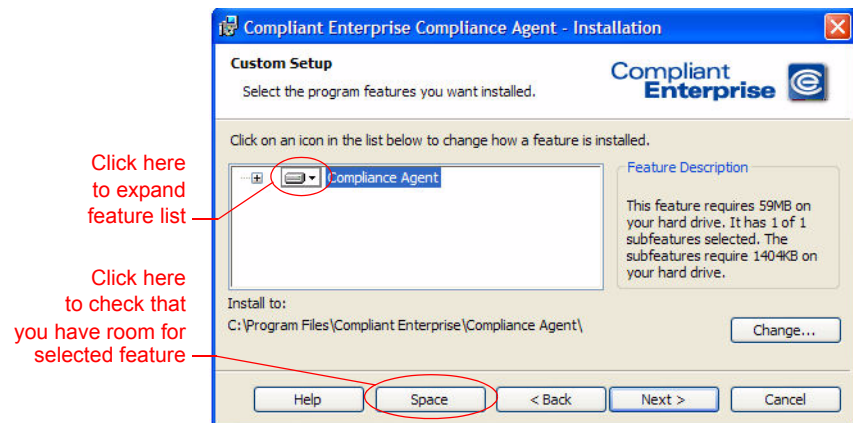 Compliant Enterprise Compliance Agent - Installation
Custom Setup
Select the program features you want installed.
Compliant
Enterprise
Click on an icon in the list below to change how a feature is installed.
Click here
to expand
feature list
Compliance Agent
Feature Description
This feature requires 59MB on
your hard drive. It has 1 of 1
subfeatures selected. The
subfeatures require 1404KB on
your hard drive.
Click here
to check that
you have room for
selected feature
Install to:
C:\Program Files\Compliant Enterprise\Compliance Agent\
Change...
Help
Space
< Back
Next >
Cancel